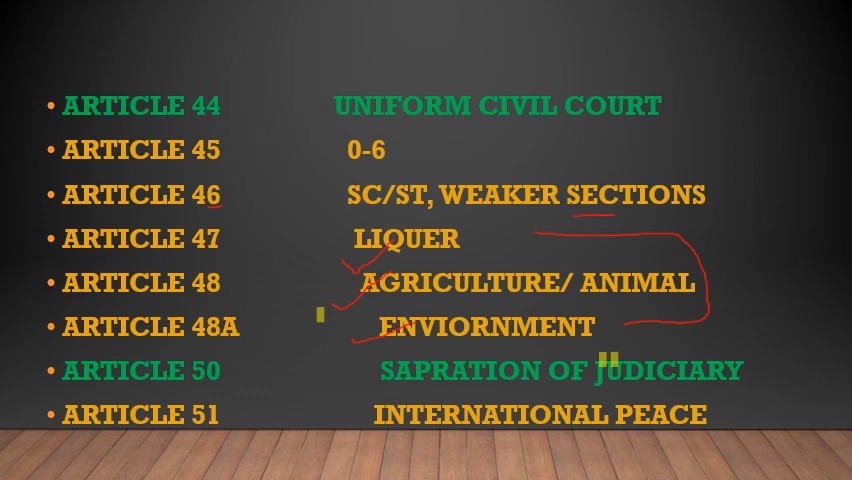 • ARTICLE 44 UNIFORM CIVIL COURT
• ARTICLE 45 0-6
• ARTICLE 46 SC/ST, WEAKER SECTIONS
• ARTICLE 47 LIQUER
• ARTICLE 48 AGRICULTURE/ ANIMAL
• ARTICLE 48A ENVIORNMENT
• ARTICLE 50 SAPRATION OF JUDICIARY
• ARTICLE 51 INTERNATIONAL PEACE